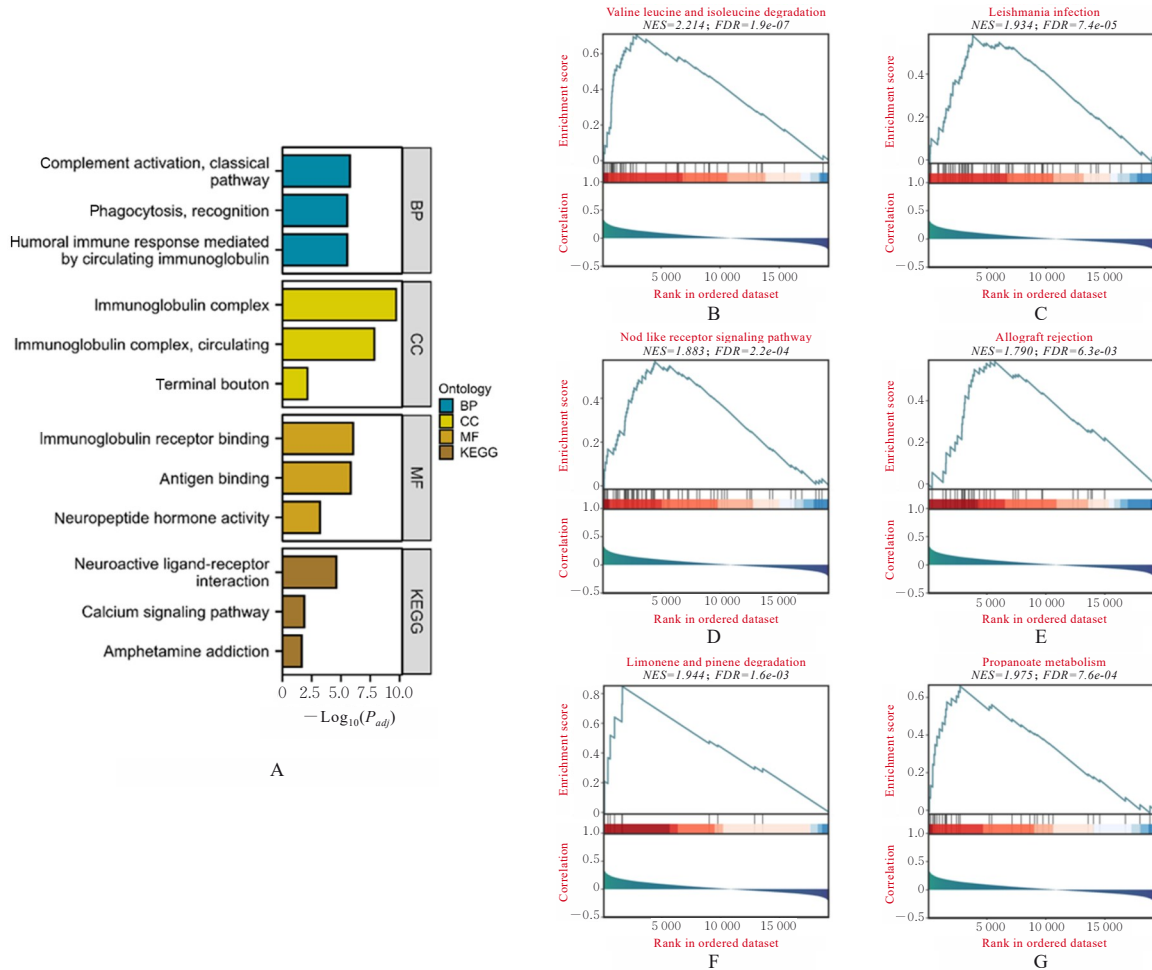 Complement activation, classical
pathway
Phagocytosis, recognition
Humoral immune response mediated
by circulating immunoglobulin
BP
Immunoglobulin complex
Immunoglobulin complex, circulating
Terminal bouton
CC
Immunoglobulin receptor binding
Antigen binding
Neuropeptide hormone activity
MF
Neuroactive ligand-receptor
interaction
Calcium signaling pathway
Amphetamine addiction
KEGG
0 2.5 5.0 7.5 10.0
−Log10(Padj)
Ontology
BP
CC
MF
KEGG
A
Valine leucine and isoleucine degradation
NES=2.214; FDR=1.9e-07
Enrichment score
0.6
0.4
0.2
0
Correlation
1.0
0.5
0
−0.5
5 000 10 000 15 000
Rank in ordered dataset
B
Leishmania infection
NES=1.934; FDR=7.4e-05
Enrichment score
0.4
0.2
0
Correlation
1.0
0.5
0
−0.5
5 000 10 000 15 000
Rank in ordered dataset
C
Nod like receptor signaling pathway
NES=1.883; FDR=2.2e-04
Enrichment score
0.4
0.2
0
Correlation
1.0
0.5
0
−0.5
5 000 10 000 15 000
Rank in ordered dataset
D
Allograft rejection
NES=1.790; FDR=6.3e-03
Enrichment score
0.4
0.2
0
Correlation
1.0
0.5
0
−0.5
5 000 10 000 15 000
Rank in ordered dataset
E
Limonene and pinene degradation
NES=1.944; FDR=1.6e-03
Enrichment score
0.8
0.6
0.4
0.2
0
Correlation
1.0
0.5
0
−0.5
5 000 10 000 15 000
Rank in ordered dataset
F
Propanoate metabolism
NES=1.975; FDR=7.6e-04
Enrichment score
0.6
0.4
0.2
0
Correlation
1.0
0.5
0
−0.5
5 000 10 000 15 000
Rank in ordered dataset
G